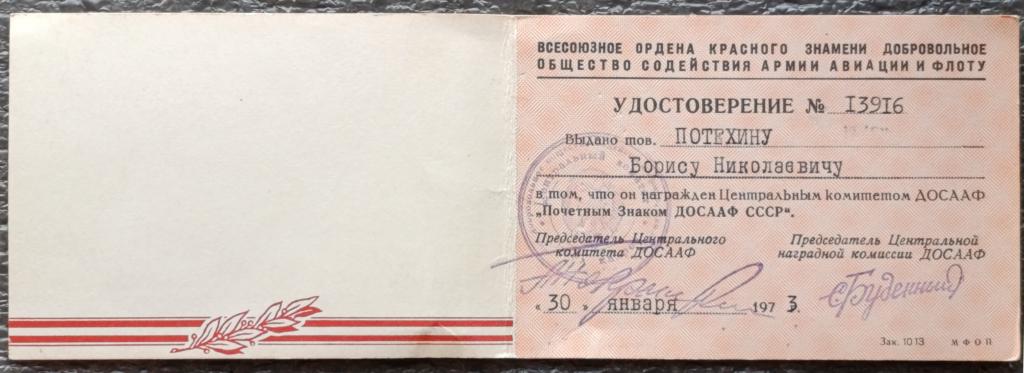 ВСЕСОЮЗНОЕ ОРДЕНА КРАСНОГО ЗНАМЕНИ ДОБРОВОЛЬНОЕ
ОБЩЕСТВО СОДЕЙСТВИЯ АРМИИ АВИАЦИИ И ФЛОТУ
УДОСТОВЕРЕНИЕ № I39I6
Выдано тов. ПОТЕХИНУ
Борису Николаевичу
в том, что он награжден Центральным комитетом ДОСААФ
„Почетным Знаком ДОСААФ СССР“.
Председатель Центрального
комитета ДОСААФ
Председатель Центральной
наградной комиссии ДОСААФ
СБуденный
„30 „ января 1973.
Зак. 1013 МФОП